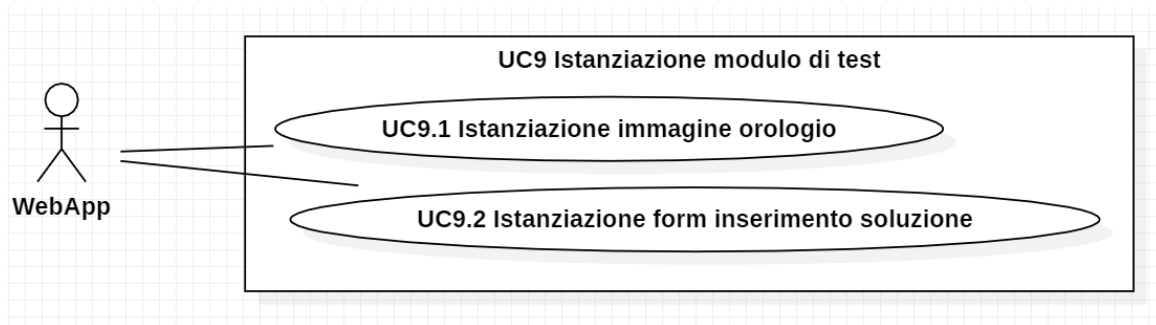 UC9 Istanziazione modulo di test
UC9.1 Istanziazione immagine orologio
WebApp
UC9.2 Istanziazione form inserimento soluzione